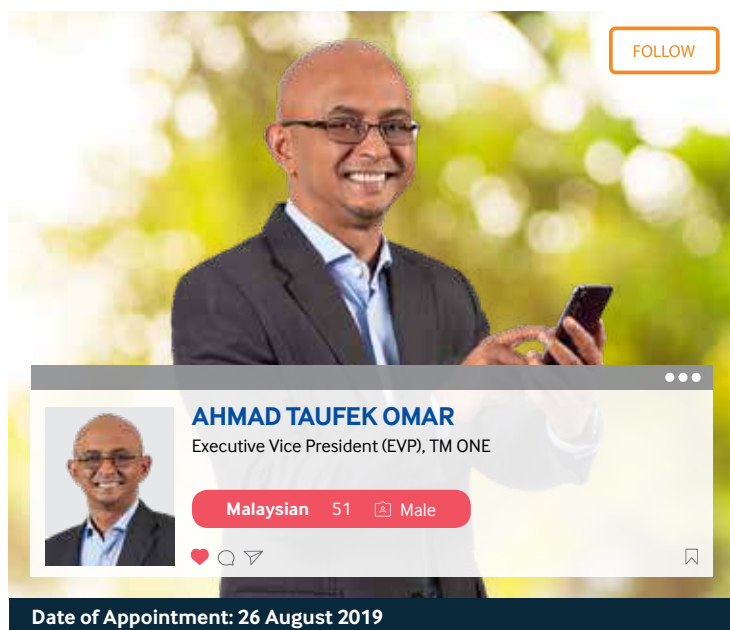 FOLLOW
AHMAD TAUFEK OMAR
Executive Vice President (EVP), TM ONE
Malaysian 51 Male
Date of Appointment: 26 August 2019